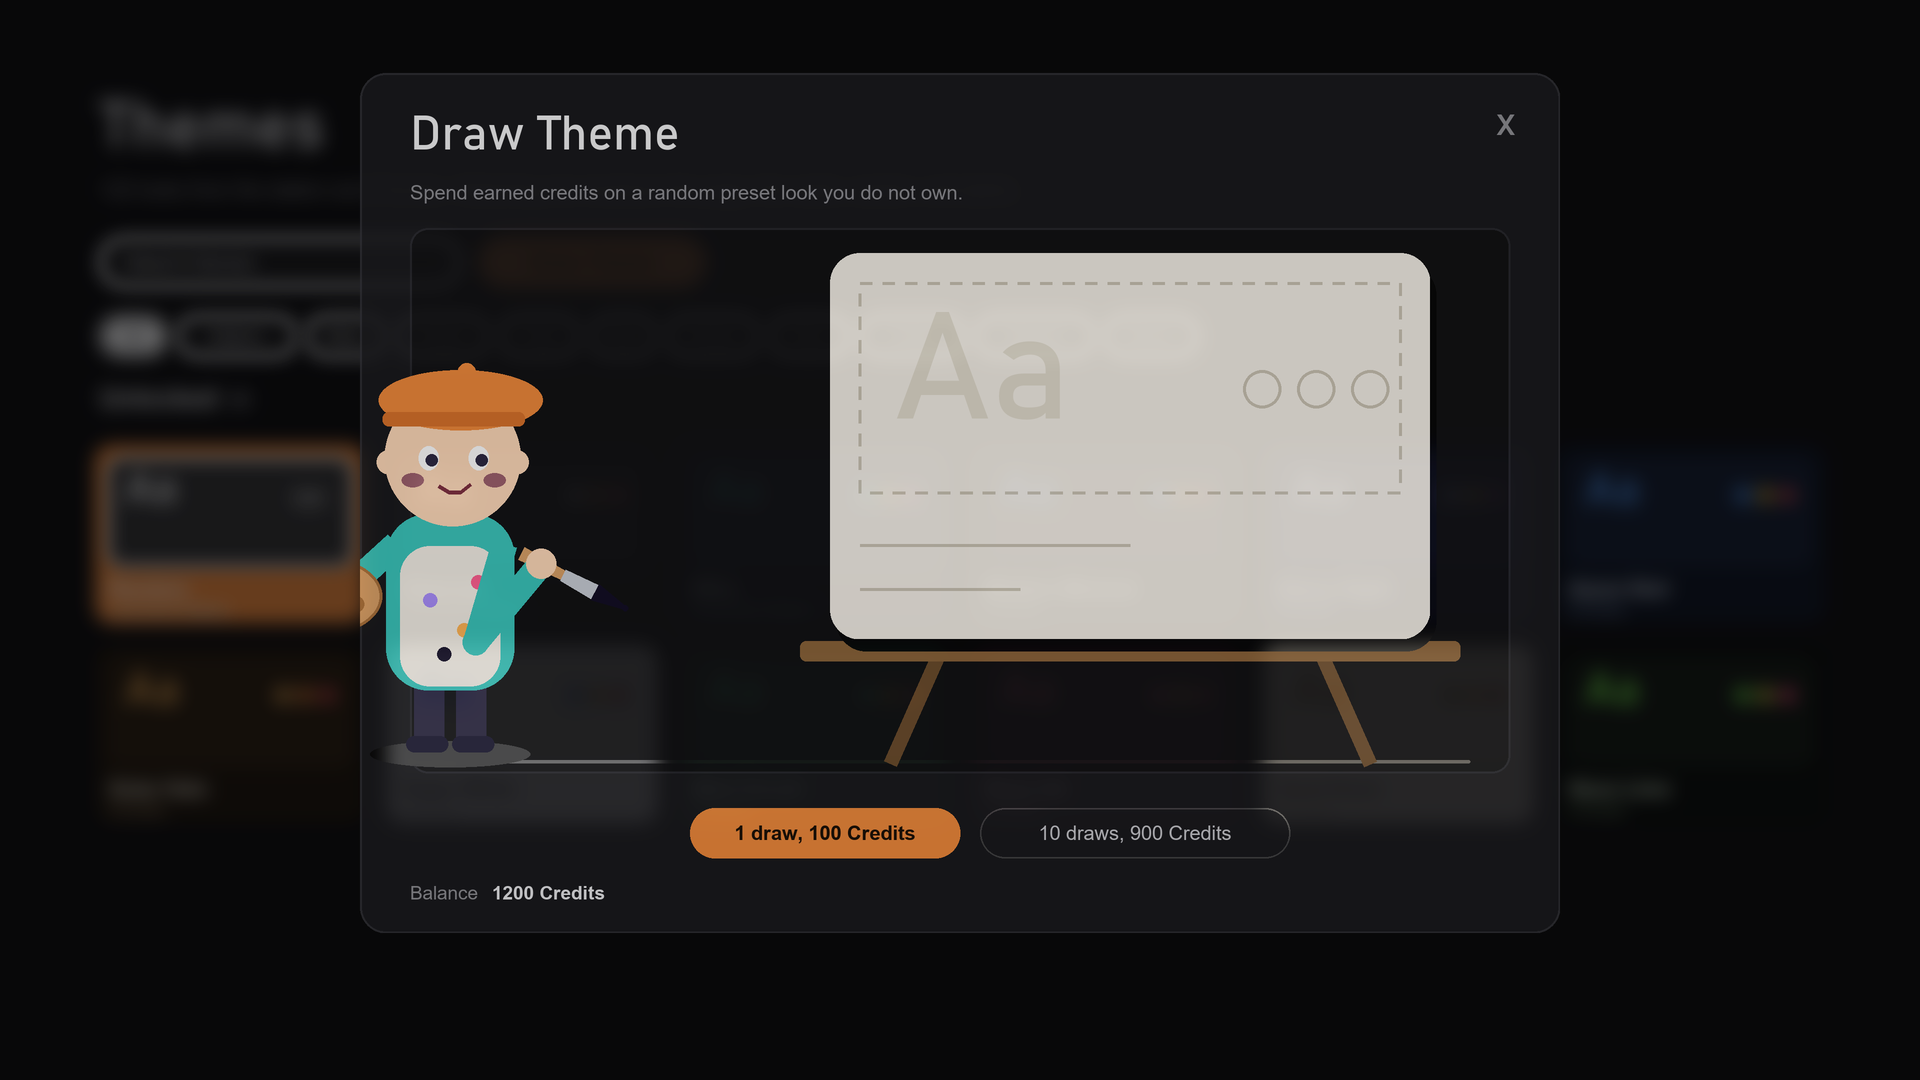 Themes
Draw Theme
X
Spend earned credits on a random preset look you do not own.
Aa
1 draw, 100 Credits
10 draws, 900 Credits
Balance 1200 Credits